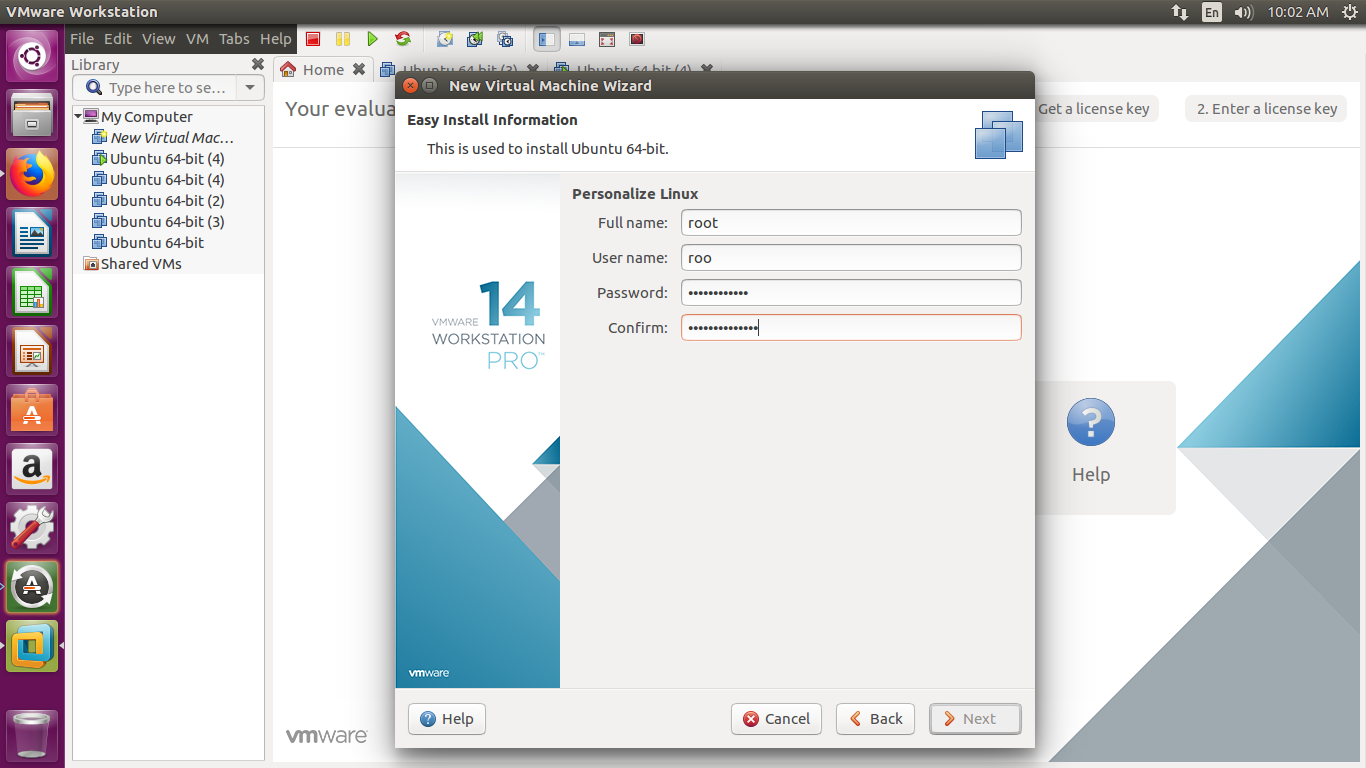 VMware Workstation
En
10:02 AM
File Edit View VM Tabs Help
Library
Type here to se...
My Computer
New Virtual Mac...
Ubuntu 64-bit (4)
Ubuntu 64-bit (4)
Ubuntu 64-bit (2)
Ubuntu 64-bit (3)
Ubuntu 64-bit
Shared VMs
Home
Ubuntu 64-bit (3)
Ubuntu 64-bit (4)
Your evalua
Get a license key
2. Enter a license key
New Virtual Machine Wizard
Easy Install Information
This is used to install Ubuntu 64-bit.
VMWARE 14
WORKSTATION
PRO™
vmware
Personalize Linux
Full name: root
User name: roo
Password: ••••••••••••
Confirm: ••••••••••••••
Help
Cancel
Back
Next
Help
vmware